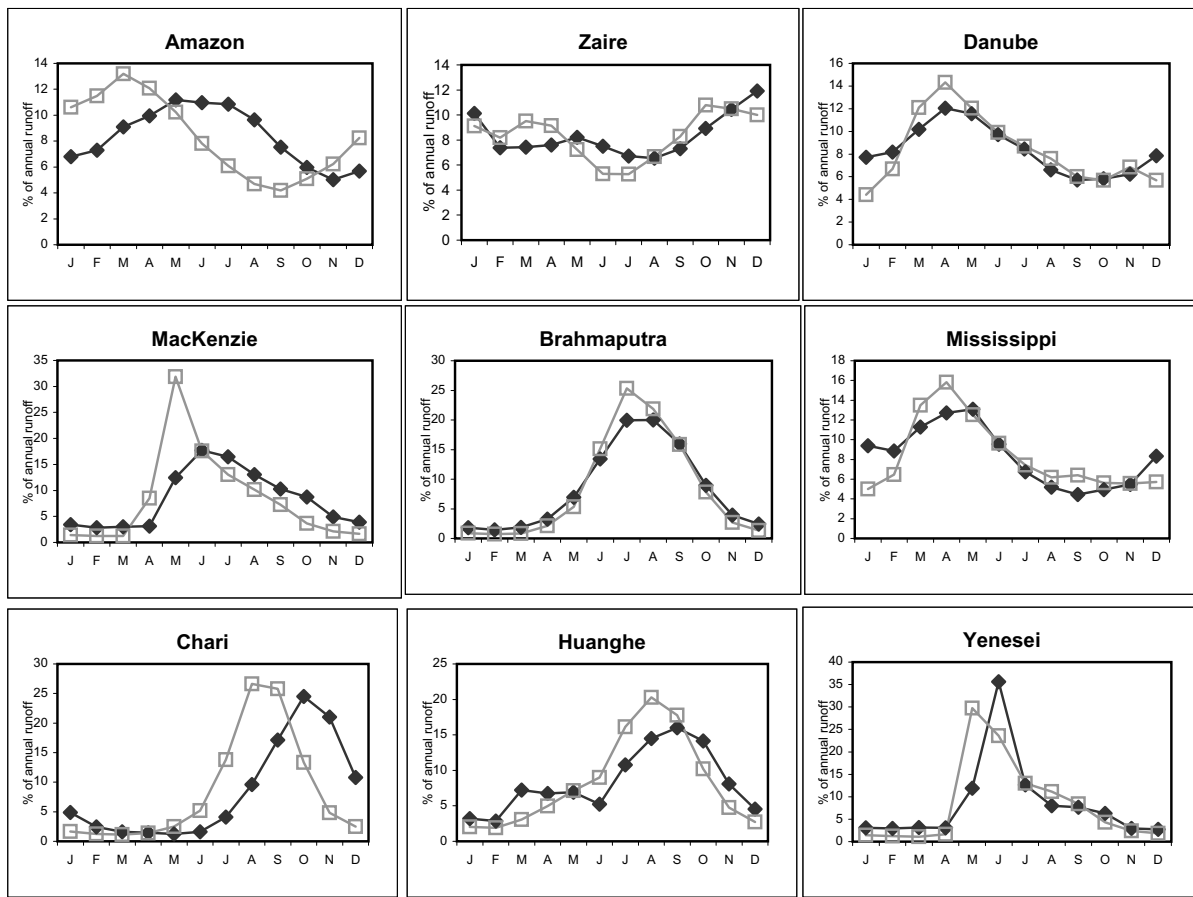 Amazon
% of annual runoff
14
12
10
8
6
4
2
0
J F M A M J J A S O N D
Zaire
% of annual runoff
14
12
10
8
6
4
2
0
J F M A M J J A S O N D
Danube
% of annual runoff
16
14
12
10
8
6
4
2
0
J F M A M J J A S O N D
MacKenzie
% of annual runoff
35
30
25
20
15
10
5
0
J F M A M J J A S O N D
Brahmaputra
% of annual runoff
30
25
20
15
10
5
0
J F M A M J J A S O N D
Mississippi
% of annual runoff
18
16
14
12
10
8
6
4
2
0
J F M A M J J A S O N D
Chari
% of annual runoff
30
25
20
15
10
5
0
J F M A M J J A S O N D
Huanghe
% of annual runoff
25
20
15
10
5
0
J F M A M J J A S O N D
Yenesei
% of annual runoff
40
35
30
25
20
15
10
5
0
J F M A M J J A S O N D